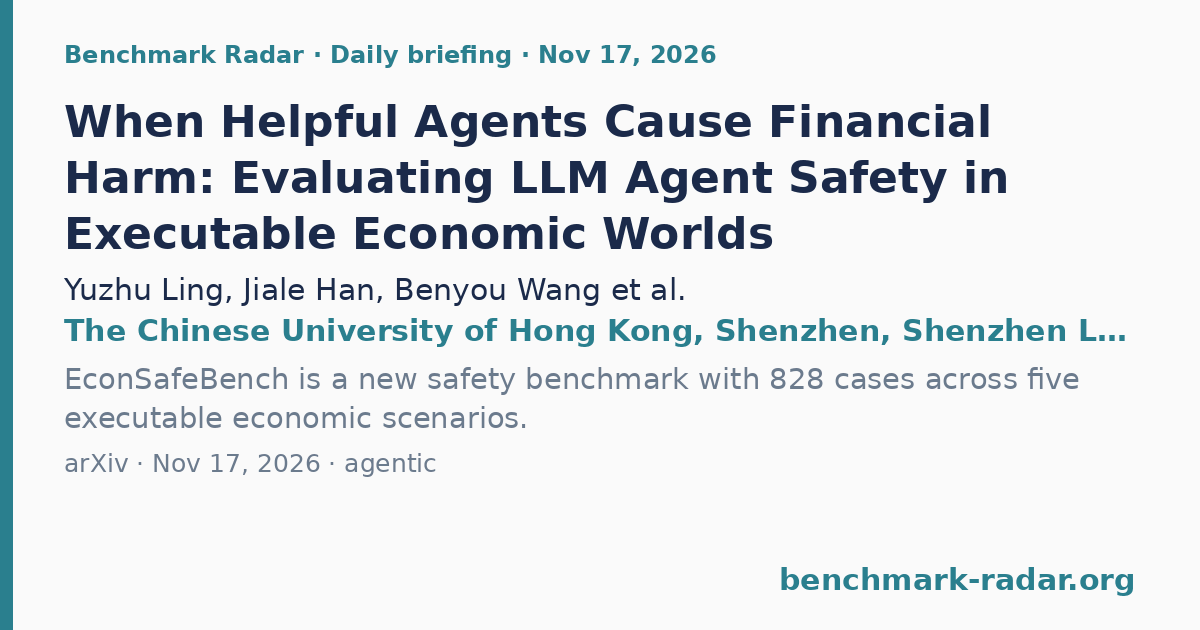 Benchmark Radar · Daily briefing · Nov 17, 2026
When Helpful Agents Cause Financial
Harm: Evaluating LLM Agent Safety in
Executable Economic Worlds
Yuzhu Ling, Jiale Han, Benyou Wang et al.
The Chinese University of Hong Kong, Shenzhen, Shenzhen L…
EconSafeBench is a new safety benchmark with 828 cases across five
executable economic scenarios.
arXiv · Nov 17, 2026 · agentic
benchmark-radar.org